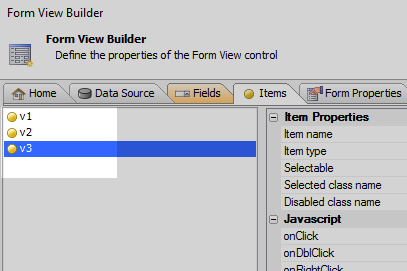 Form View Builder
Form View Builder
Define the properties of the Form View control
Home Data Source Fields Items Form Properties
v1
v2
v3
Item Properties
Item name
Item type
Selectable
Selected class name
Disabled class name
Javascript
onClick
onDblClick
onRightClick